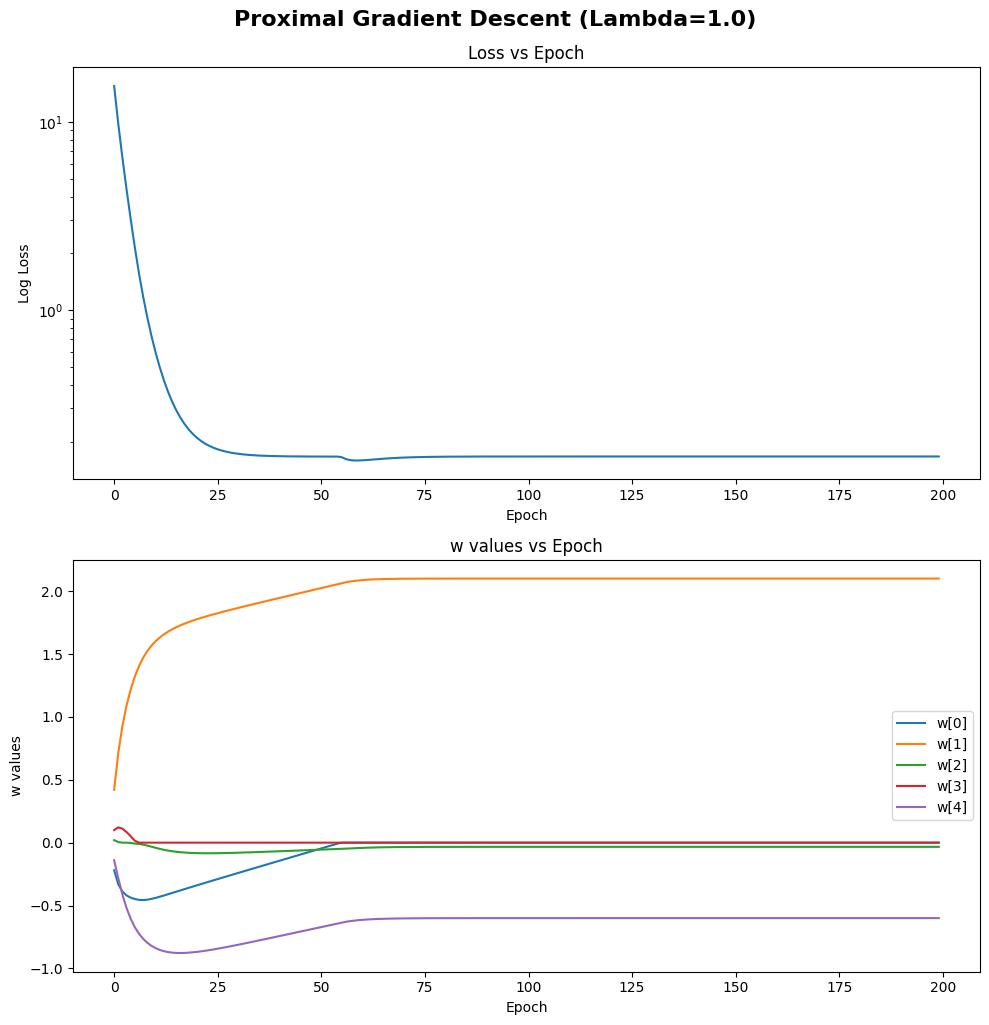 Proximal Gradient Descent (Lambda=1.0)
Loss vs Epoch
Log Loss
10¹
10⁰
0 25 50 75 100 125 150 175 200
Epoch
w values vs Epoch
w values
2.0
1.5
1.0
0.5
0.0
−0.5
−1.0
w[0]
w[1]
w[2]
w[3]
w[4]
0 25 50 75 100 125 150 175 200
Epoch